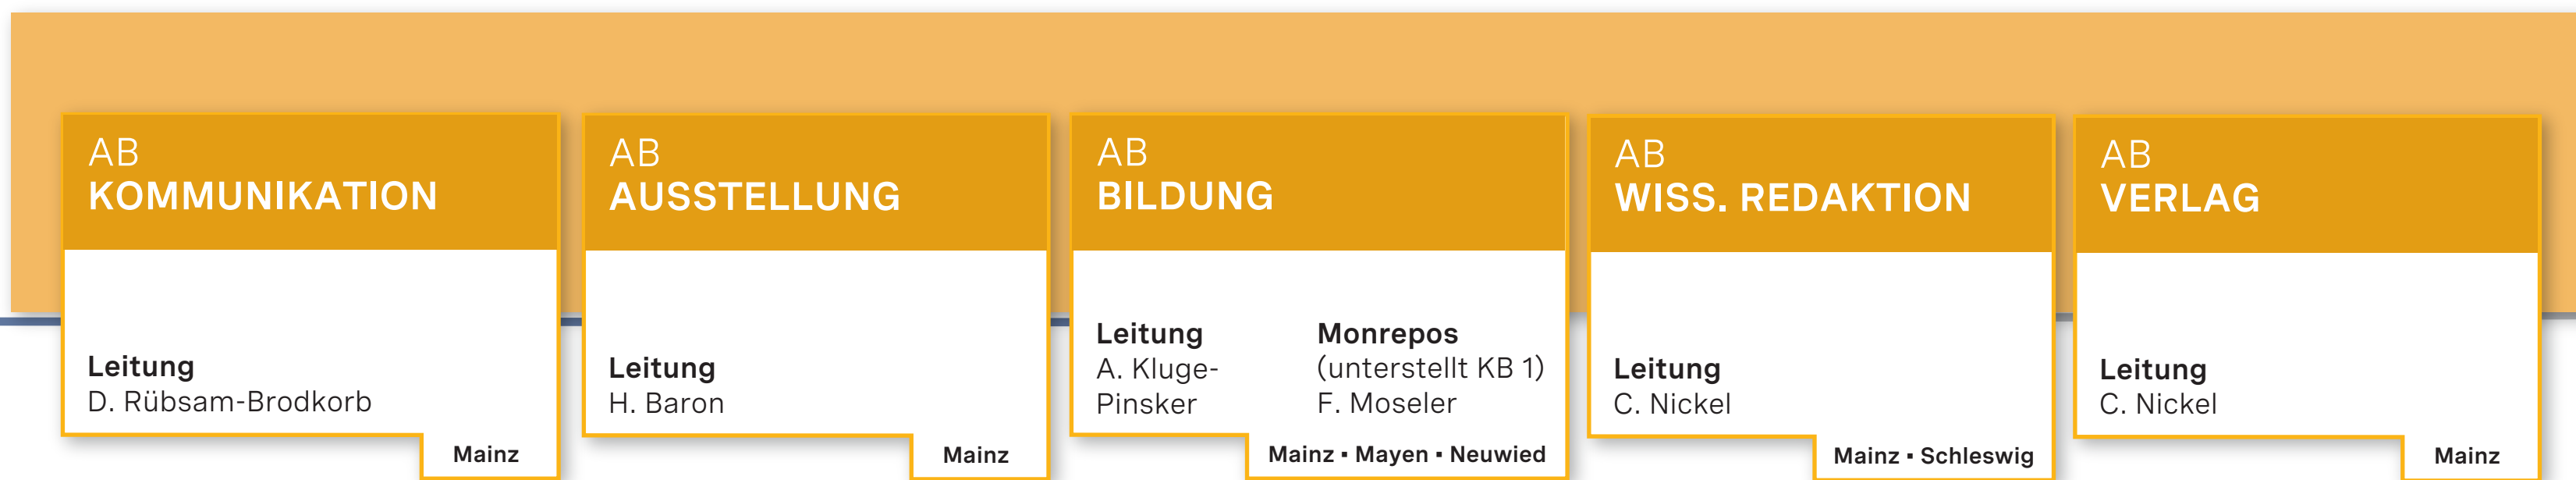 AB
KOMMUNIKATION
Leitung
D. Rübsam-Brodkorb
Mainz
AB
AUSSTELLUNG
Leitung
H. Baron
Mainz
AB
BILDUNG
Leitung
A. Kluge-
Pinsker
Monrepos
(unterstellt KB 1)
F. Moseler
Mainz ▪ Mayen ▪ Neuwied
AB
WISS. REDAKTION
Leitung
C. Nickel
Mainz ▪ Schleswig
AB
VERLAG
Leitung
C. Nickel
Mainz